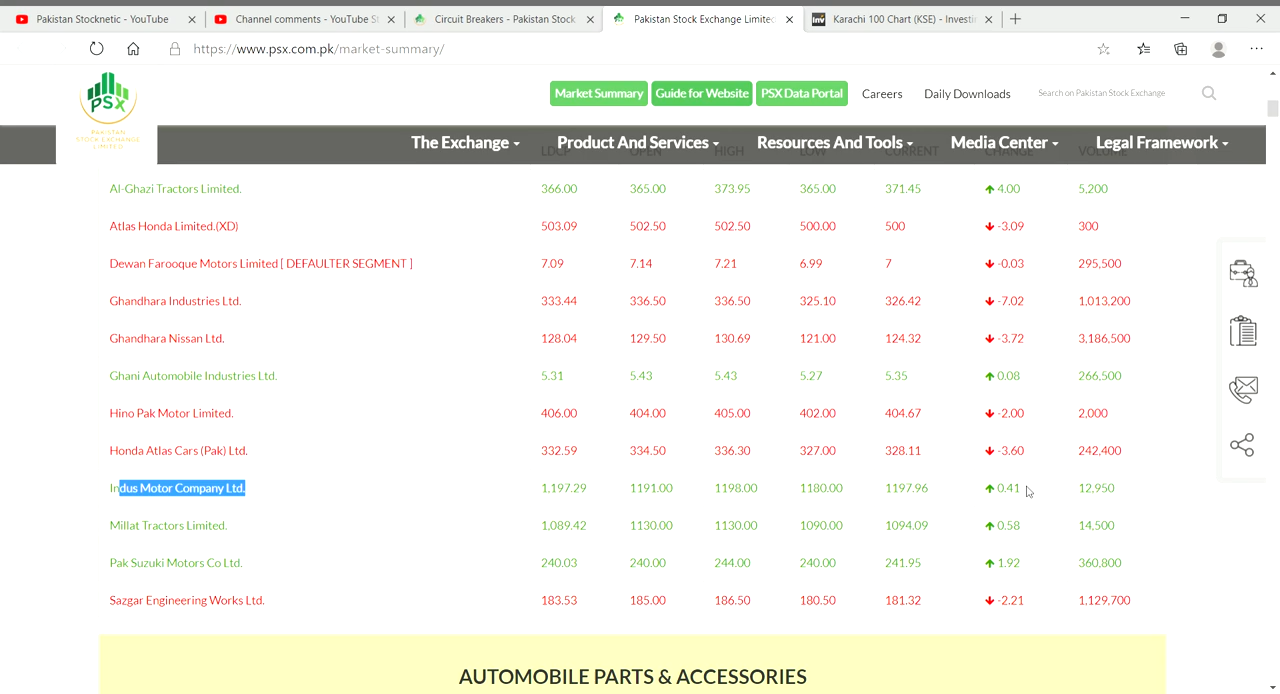 Pakistan Stocknetic - YouTube
Channel comments - YouTube St
Circuit Breakers - Pakistan Stock
Pakistan Stock Exchange Limited
Karachi 100 Chart (KSE) - Investi
https://www.psx.com.pk/market-summary/
PSX
PAKISTAN
STOCK EXCHANGE
LIMITED
Market Summary Guide for Website PSX Data Portal Careers Daily Downloads Search on Pakistan Stock Exchange
The Exchange Product And Services Resources And Tools Media Center Legal Framework
LDCP OPEN HIGH LOW CURRENT CHANGE VOLUME
Al-Ghazi Tractors Limited. 366.00 365.00 373.95 365.00 371.45 4.00 5,200
Atlas Honda Limited.(XD) 503.09 502.50 502.50 500.00 500 -3.09 300
Dewan Farooque Motors Limited [ DEFAULTER SEGMENT ] 7.09 7.14 7.21 6.99 7 -0.03 295,500
Ghandhara Industries Ltd. 333.44 336.50 336.50 325.10 326.42 -7.02 1,013,200
Ghandhara Nissan Ltd. 128.04 129.50 130.69 121.00 124.32 -3.72 3,186,500
Ghani Automobile Industries Ltd. 5.31 5.43 5.43 5.27 5.35 0.08 266,500
Hino Pak Motor Limited. 406.00 404.00 405.00 402.00 404.67 -2.00 2,000
Honda Atlas Cars (Pak) Ltd. 332.59 334.50 336.30 327.00 328.11 -3.60 242,400
Indus Motor Company Ltd. 1,197.29 1191.00 1198.00 1180.00 1197.96 0.41 12,950
Millat Tractors Limited. 1,089.42 1130.00 1130.00 1090.00 1094.09 0.58 14,500
Pak Suzuki Motors Co Ltd. 240.03 240.00 244.00 240.00 241.95 1.92 360,800
Sazgar Engineering Works Ltd. 183.53 185.00 186.50 180.50 181.32 -2.21 1,129,700
AUTOMOBILE PARTS & ACCESSORIES